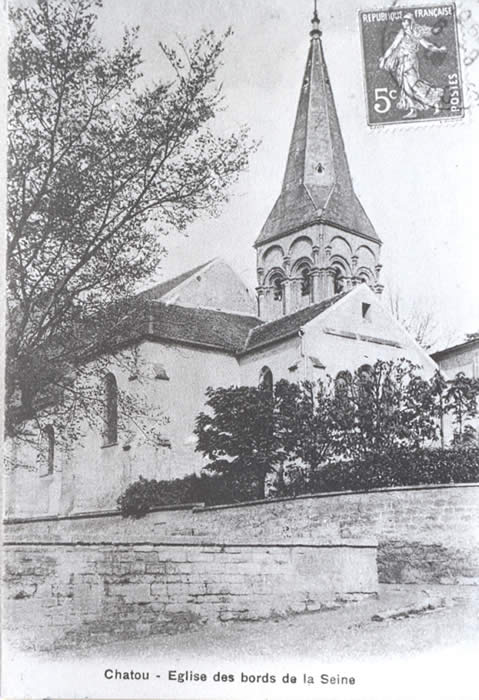 REPUBLIQUE FRANÇAISE
5c
POSTES
Chatou - Eglise des bords de la Seine